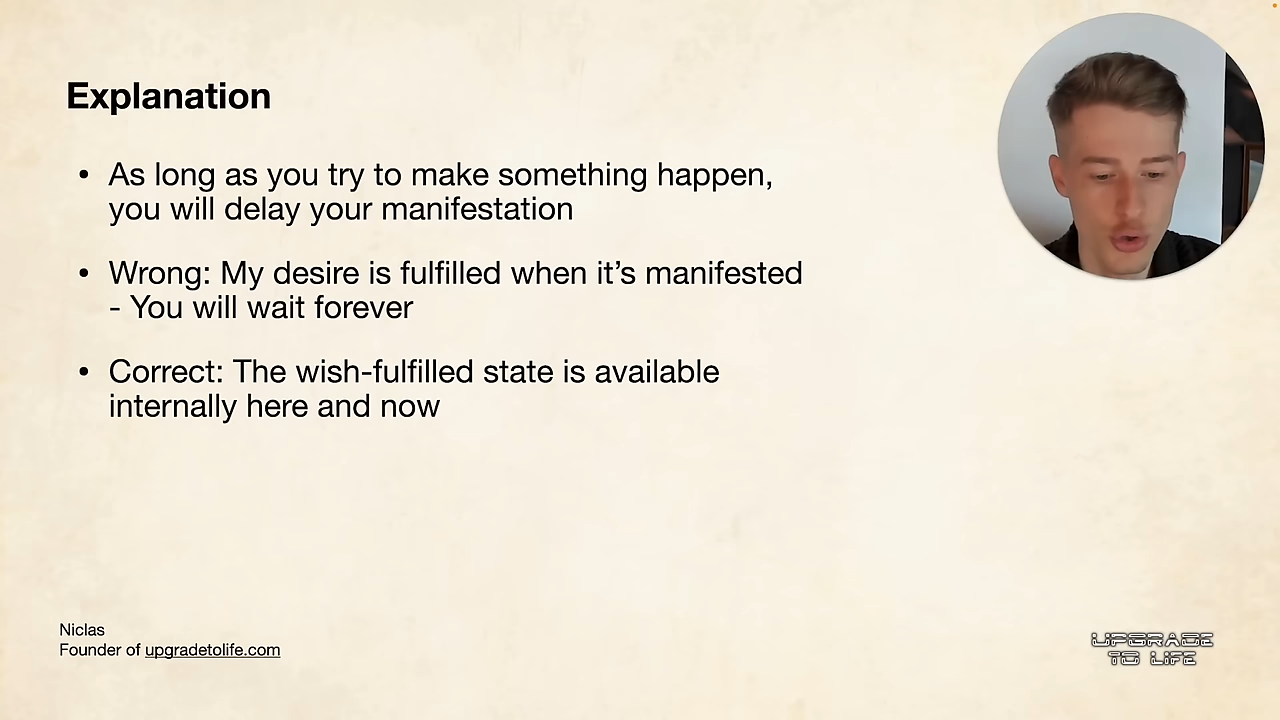 Explanation
• As long as you try to make something happen,
you will delay your manifestation
• Wrong: My desire is fulfilled when it’s manifested
- You will wait forever
• Correct: The wish-fulfilled state is available
internally here and now
Niclas
Founder of upgradetolife.com
UPGRADE
TO LIFE